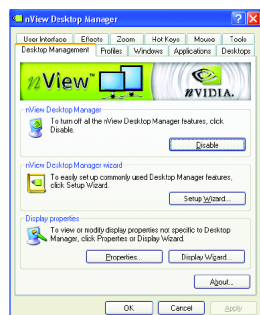 nView Desktop Manager
User Interface Effects Zoom Hot Keys Mouse Tools
Desktop Management Profiles Windows Applications Desktops
nView™
nVIDIA.
nView Desktop Manager
To turn off all the nView Desktop Manager features, click
Disable.
Disable
nView Desktop Manager wizard
To easily set up commonly used Desktop Manager features,
click Setup Wizard.
Setup Wizard...
Display properties
To view or modify display properties not specific to Desktop
Manager, click Properties or Display Wizard.
Properties... Display Wizard...
About...
OK Cancel Apply